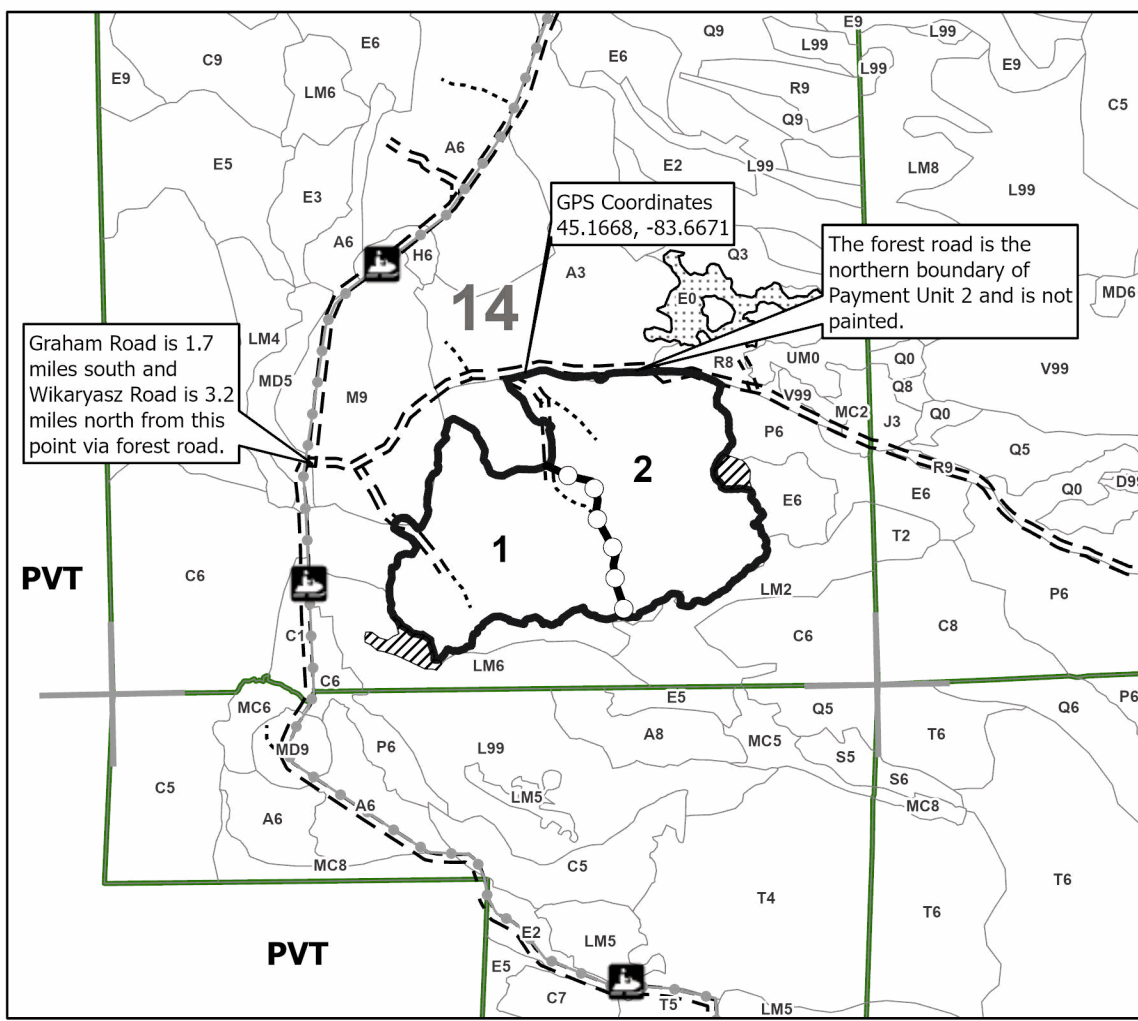 E9
C9
E6
E6
Q9
L99
E9
L99
E9
L99
E9
LM6
R9
C5
Q9
A6
E5
E2
L99
LM8
L99
E3
GPS Coordinates
45.1668, -83.6671
A6
H6
The forest road is the
northern boundary of
Payment Unit 2 and is not
painted.
Q3
A3
E0
MD6
14
LM4
Graham Road is 1.7
miles south and
Wikaryasz Road is 3.2
miles north from this
point via forest road.
MD5
M9
R8
UM0
Q0
V99
Q8
V99
MC2
J3
Q0
P6
Q5
R9
2
E6
E6
Q0
D99
T2
1
PVT
C6
LM2
P6
C1
C6
C8
LM6
C6
MC6
E5
Q5
Q6
P6
A8
MC5
T6
MD9
P6
L99
S5
S6
C5
LM5
MC8
A6
A6
MC8
C5
T6
T4
T6
E2
LM5
PVT
E5
C7
T5
LM5